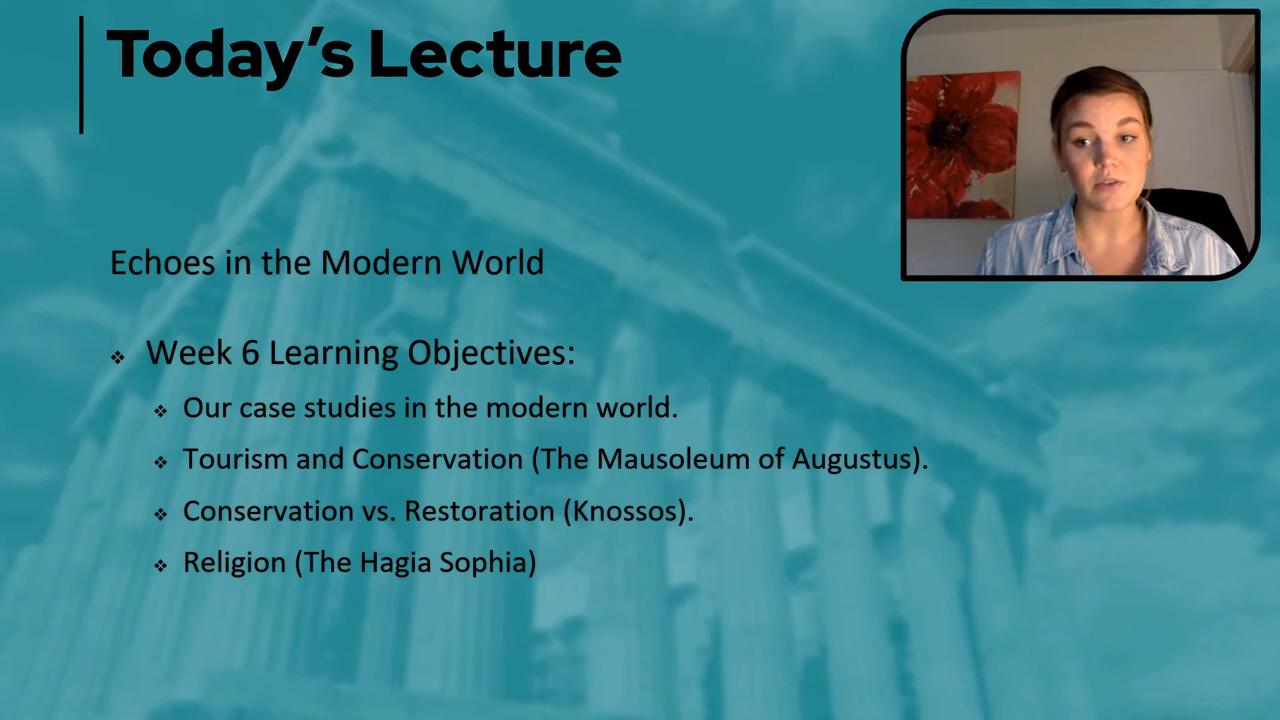 Today’s Lecture
Echoes in the Modern World
❖ Week 6 Learning Objectives:
❖ Our case studies in the modern world.
❖ Tourism and Conservation (The Mausoleum of Augustus).
❖ Conservation vs. Restoration (Knossos).
❖ Religion (The Hagia Sophia)